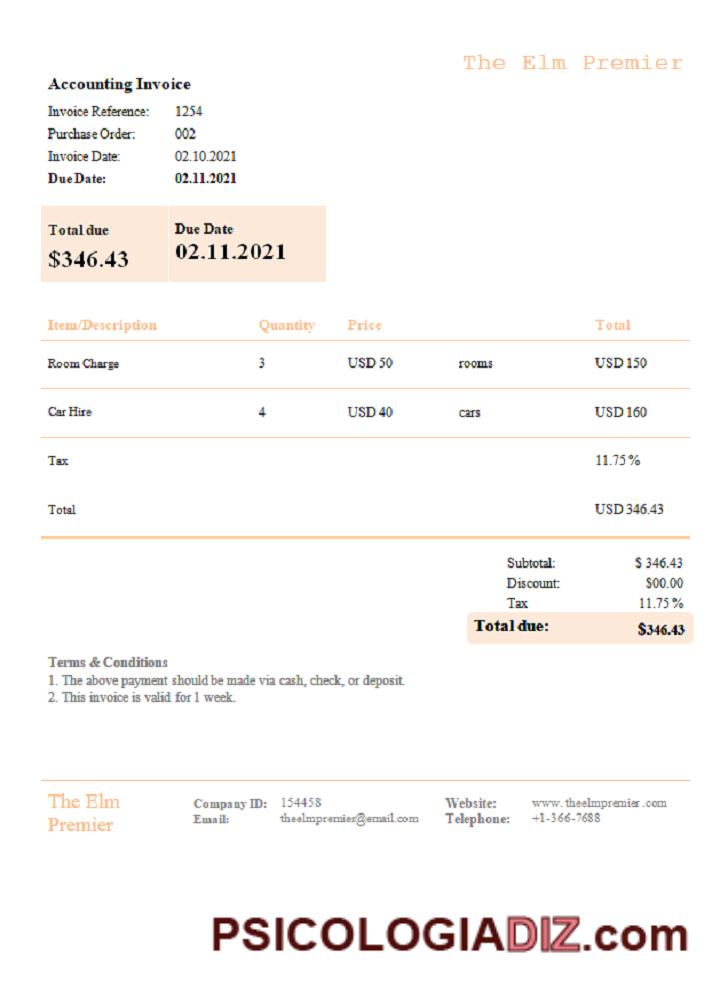 The Elm Premier
Accounting Invoice
Invoice Reference: 1254
Purchase Order: 002
Invoice Date: 02.10.2021
Due Date: 02.11.2021
Total due Due Date
$346.43 02.11.2021
Item/Description Quantity Price Total
Room Charge 3 USD 50 rooms USD 150
Car Hire 4 USD 40 cars USD 160
Tax 11.75%
Total USD 346.43
Subtotal: $ 346.43
Discount: $00.00
Tax 11.75%
Total due: $346.43
Terms & Conditions
1. The above payment should be made via cash, check, or deposit.
2. This invoice is valid for 1 week.
The Elm
Premier
Company ID: 154458
Email: theelmpremier@email.com
Website: www.theelmpremier.com
Telephone: +1-366-7688
PSICOLOGIADIZ.com